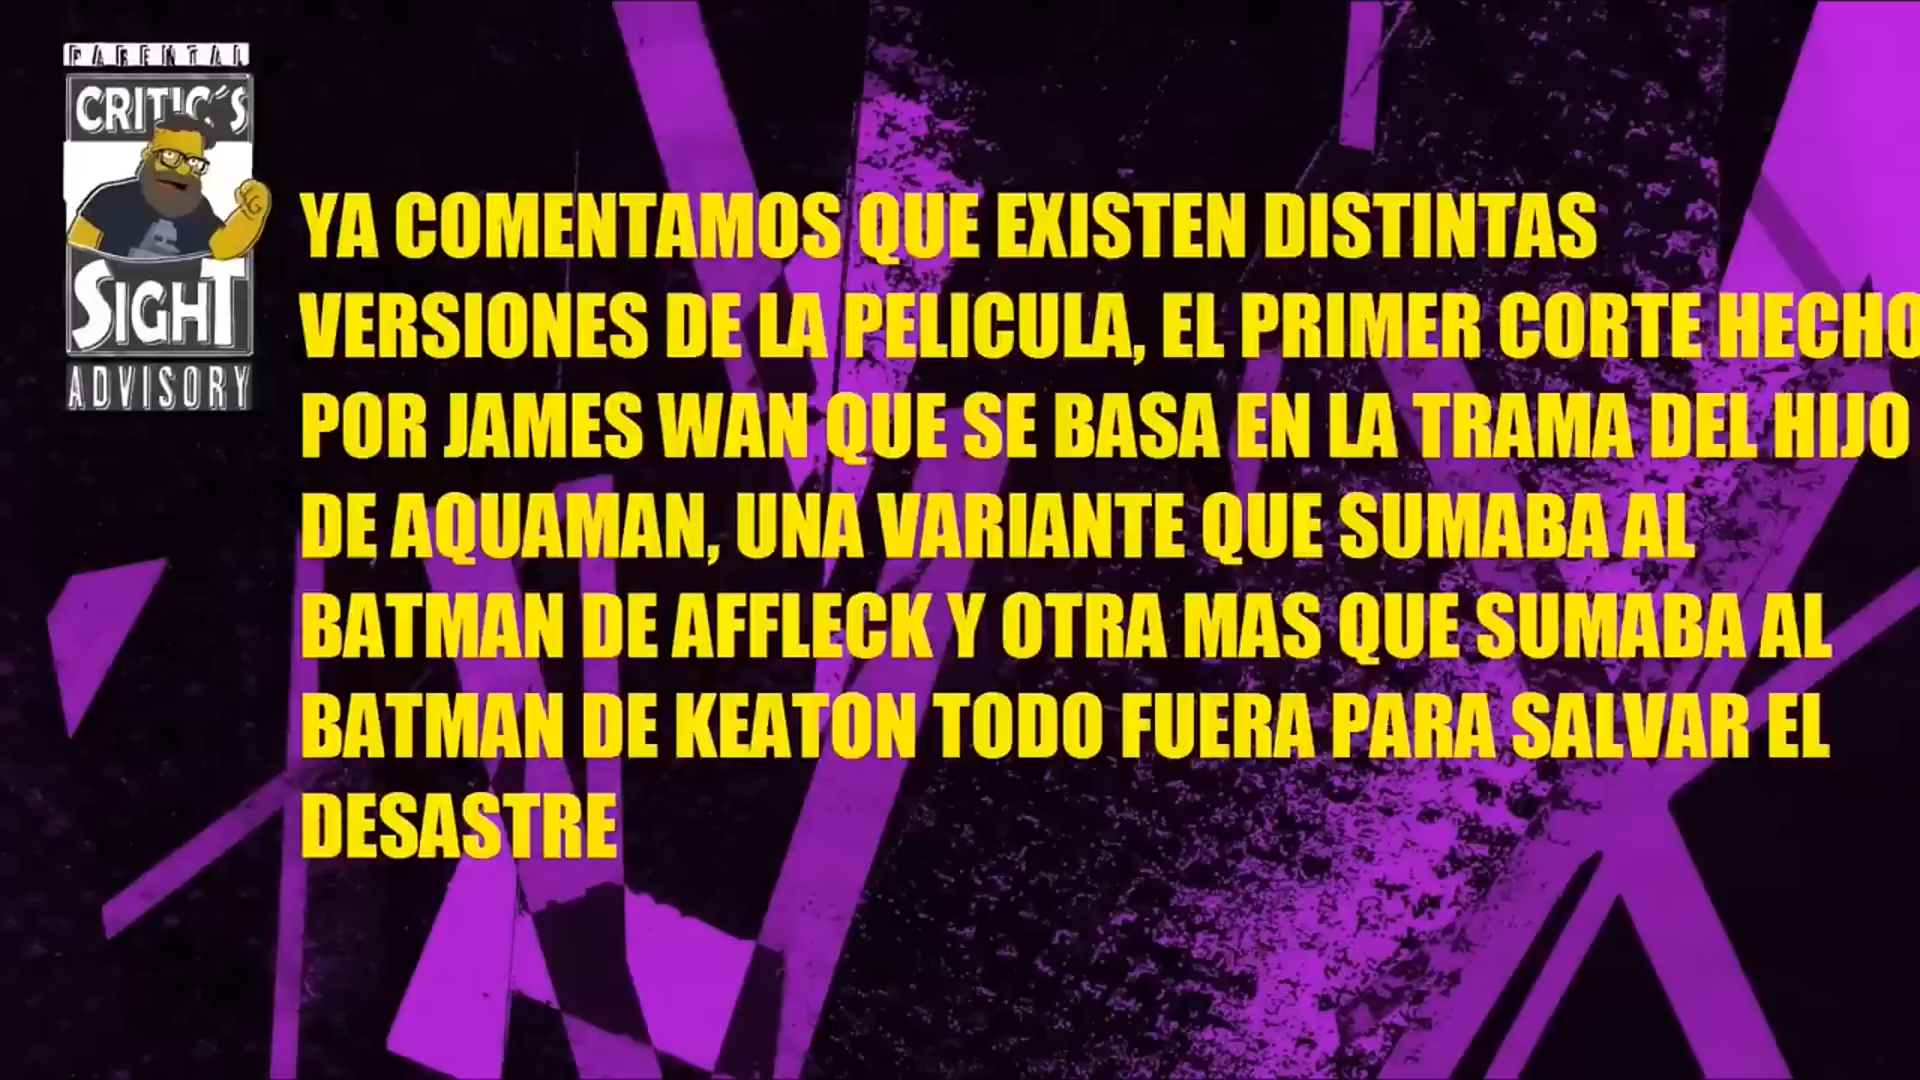 PARENTAL
CRITIC´S
SIGHT
ADVISORY
YA COMENTAMOS QUE EXISTEN DISTINTAS
VERSIONES DE LA PELICULA, EL PRIMER CORTE HECHO
POR JAMES WAN QUE SE BASA EN LA TRAMA DEL HIJO
DE AQUAMAN, UNA VARIANTE QUE SUMABA AL
BATMAN DE AFFLECK Y OTRA MAS QUE SUMABA AL
BATMAN DE KEATON TODO FUERA PARA SALVAR EL
DESASTRE